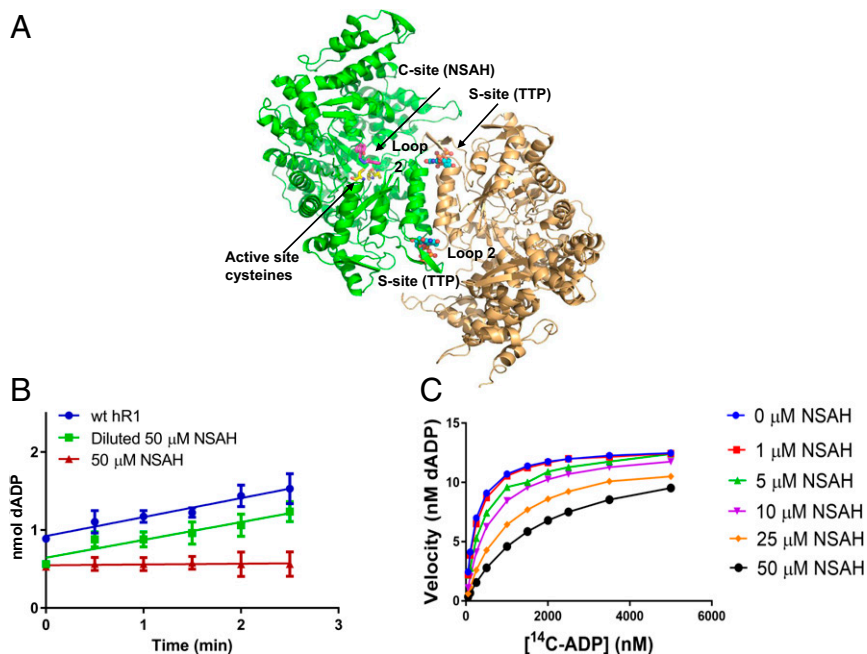 A
C-site (NSAH)
S-site (TTP)
Loop
2
Active site
cysteines
Loop 2
S-site (TTP)
B
wt hR1
Diluted 50 μM NSAH
50 μM NSAH
2
1
0
nmol dADP
0 1 2 3
Time (min)
C
15
10
5
0
Velocity (nM dADP)
0 2000 4000 6000
[¹⁴C-ADP] (nM)
0 μM NSAH
1 μM NSAH
5 μM NSAH
10 μM NSAH
25 μM NSAH
50 μM NSAH